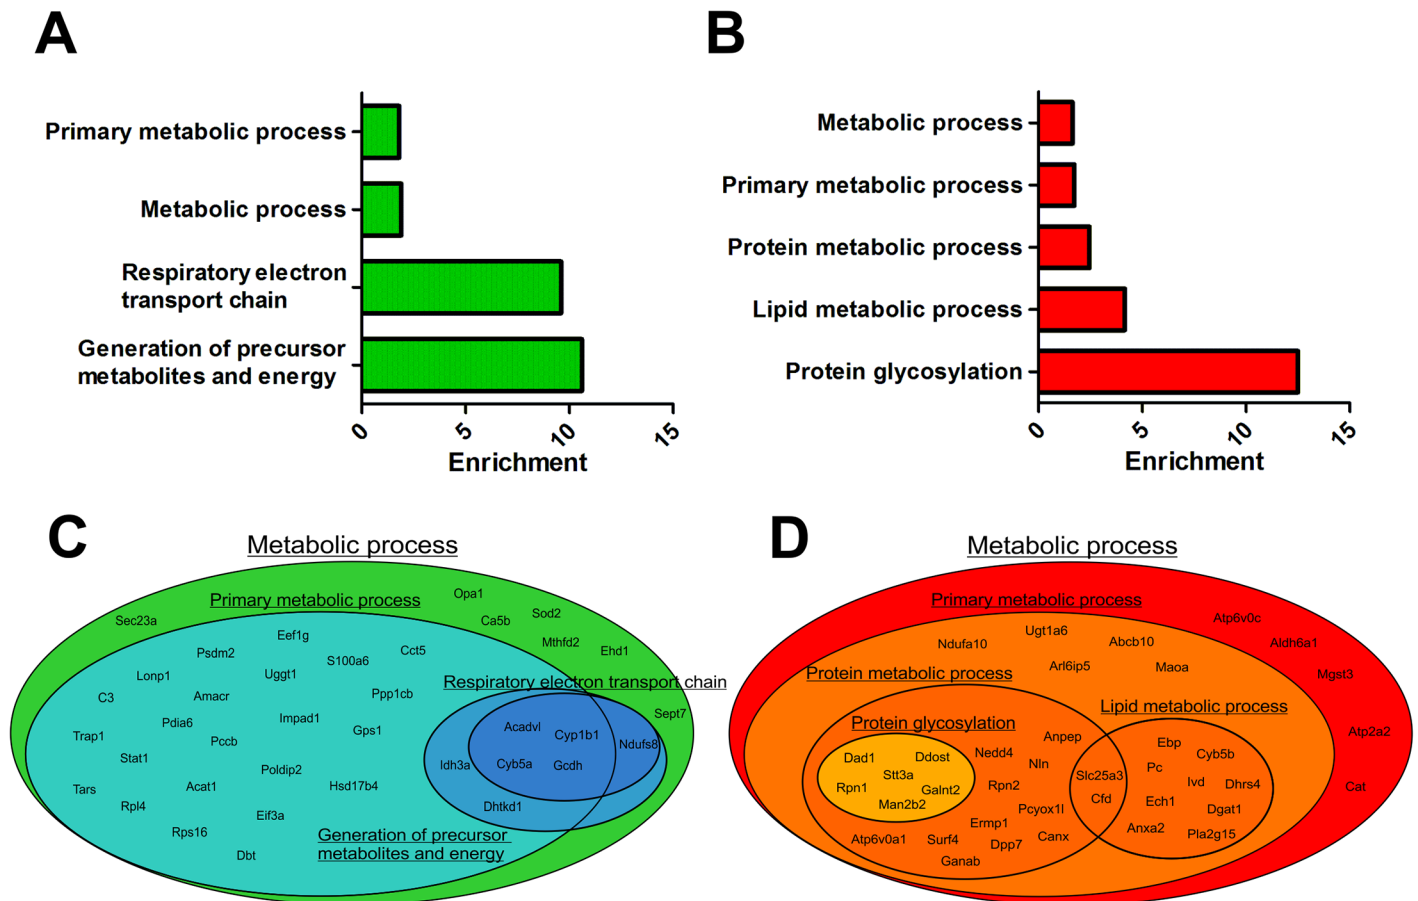 A
Primary metabolic process
Metabolic process
Respiratory electron
transport chain
Generation of precursor
metabolites and energy
0
5
10
15
Enrichment
B
Metabolic process
Primary metabolic process
Protein metabolic process
Lipid metabolic process
Protein glycosylation
0
5
10
15
Enrichment
C
Metabolic process
Opa1
Primary metabolic process
Sod2
Sec23a
Ca5b
Eef1g
Mthfd2
Psdm2
Cct5
Ehd1
S100a6
Lonp1
Uggt1
Respiratory electron transport chain
C3
Amacr
Ppp1cb
Pdia6
Impad1
Sept7
Gps1
Acadvl
Trap1
Pccb
Cyp1b1
Ndufs8
Stat1
Idh3a
Cyb5a
Gcdh
Poldip2
Tars
Acat1
Hsd17b4
Rpl4
Dhtkd1
Eif3a
Rps16
Generation of precursor
metabolites and energy
Dbt
D
Metabolic process
Primary metabolic process
Atp6v0c
Ugt1a6
Ndufa10
Abcb10
Aldh6a1
Arl6ip5
Maoa
Mgst3
Protein metabolic process
Lipid metabolic process
Protein glycosylation
Atp2a2
Anpep
Ebp
Dad1
Ddost
Nedd4
Cyb5b
Nln
Pc
Stt3a
Slc25a3
Ivd
Dhrs4
Rpn1
Galnt2
Rpn2
Cat
Man2b2
Cfd
Ech1
Pcyox1l
Dgat1
Ermp1
Anxa2
Pla2g15
Atp6v0a1
Surf4
Canx
Dpp7
Ganab